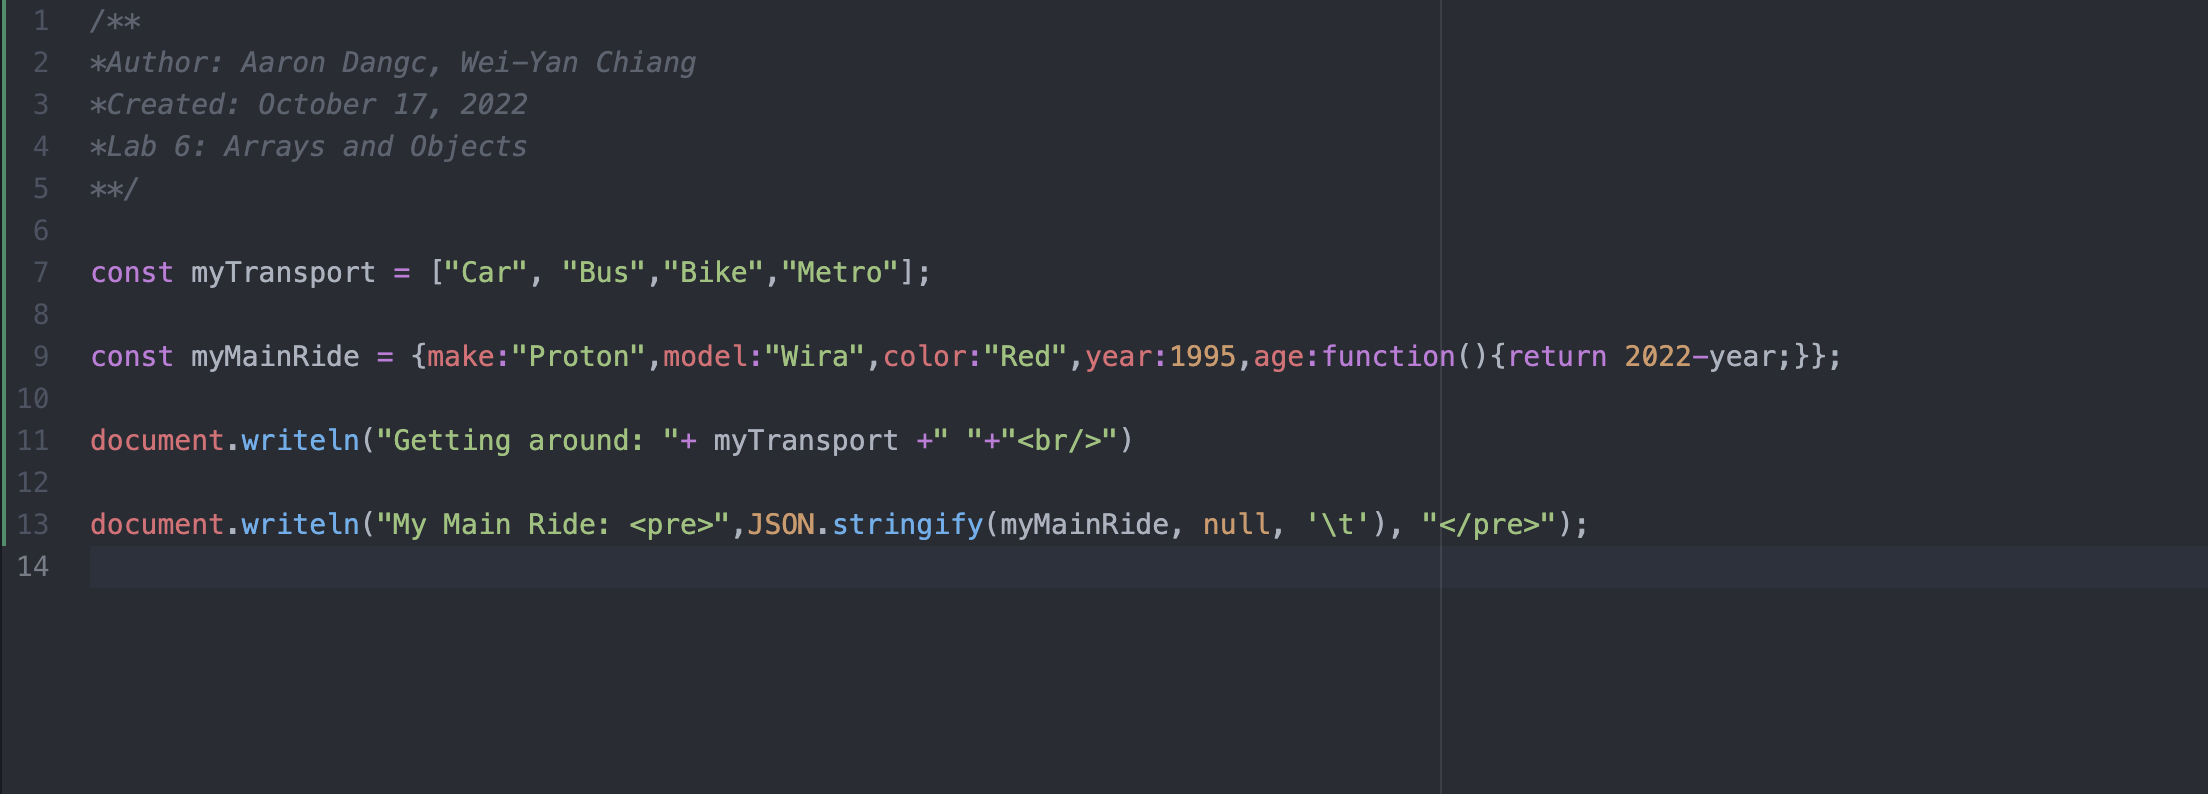 1 /**
2 *Author: Aaron Dangc, Wei-Yan Chiang
3 *Created: October 17, 2022
4 *Lab 6: Arrays and Objects
5 **/
6
7 const myTransport = ["Car", "Bus","Bike","Metro"];
8
9 const myMainRide = {make:"Proton",model:"Wira",color:"Red",year:1995,age:function(){return 2022-year;}};
10
11 document.writeln("Getting around: "+ myTransport +" "+"<br/>")
12
13 document.writeln("My Main Ride: <pre>",JSON.stringify(myMainRide, null, '\t'), "</pre>");
14